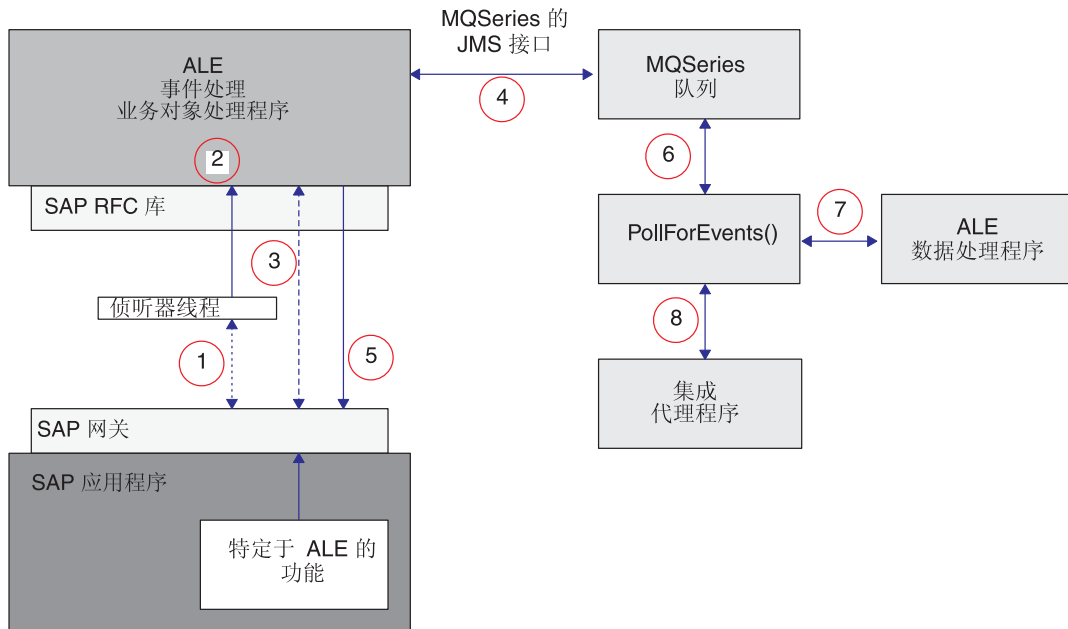 ALE
事件处理
业务对象处理程序
2
SAP RFC 库
3
侦听器线程
1
5
SAP 网关
SAP 应用程序
特定于 ALE 的
功能
MQSeries 的
JMS 接口
4
MQSeries
队列
6
PollForEvents()
7
ALE
数据处理程序
8
集成
代理程序